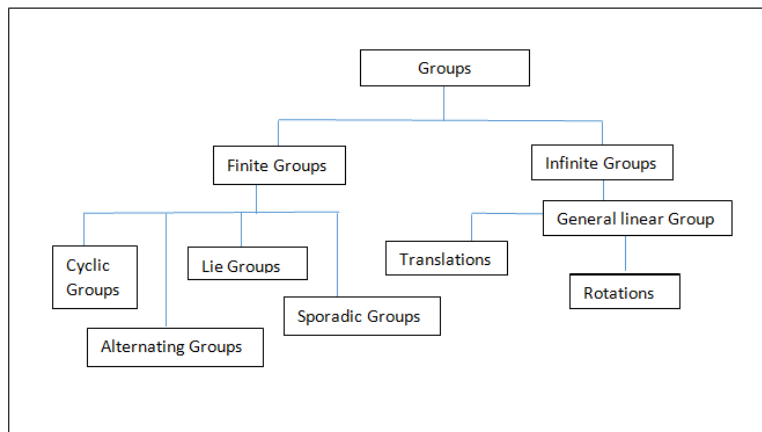 Groups
Finite Groups
Infinite Groups
General linear Group
Cyclic
Groups
Lie Groups
Translations
Rotations
Sporadic Groups
Alternating Groups